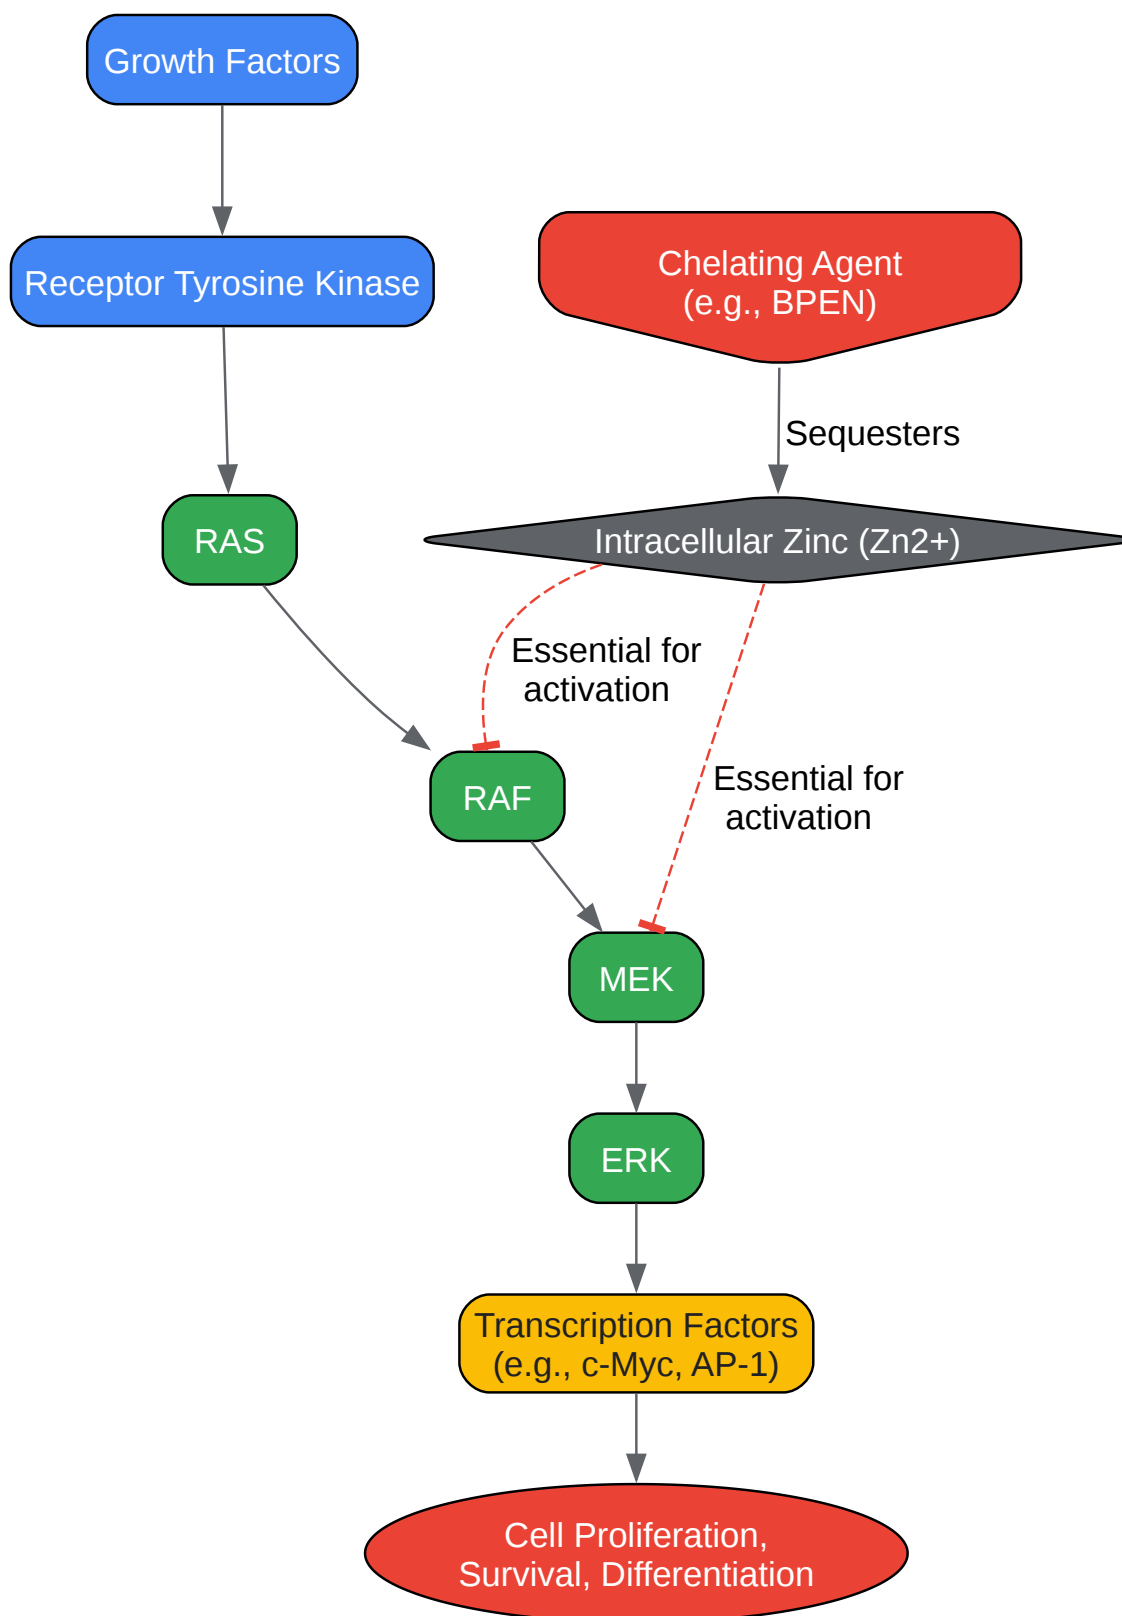 Growth Factors
Receptor Tyrosine Kinase
Chelating Agent
(e.g., BPEN)
Sequesters
RAS
Intracellular Zinc (Zn2+)
Essential for
activation
Essential for
activation
RAF
MEK
ERK
Transcription Factors
(e.g., c-Myc, AP-1)
Cell Proliferation,
Survival, Differentiation